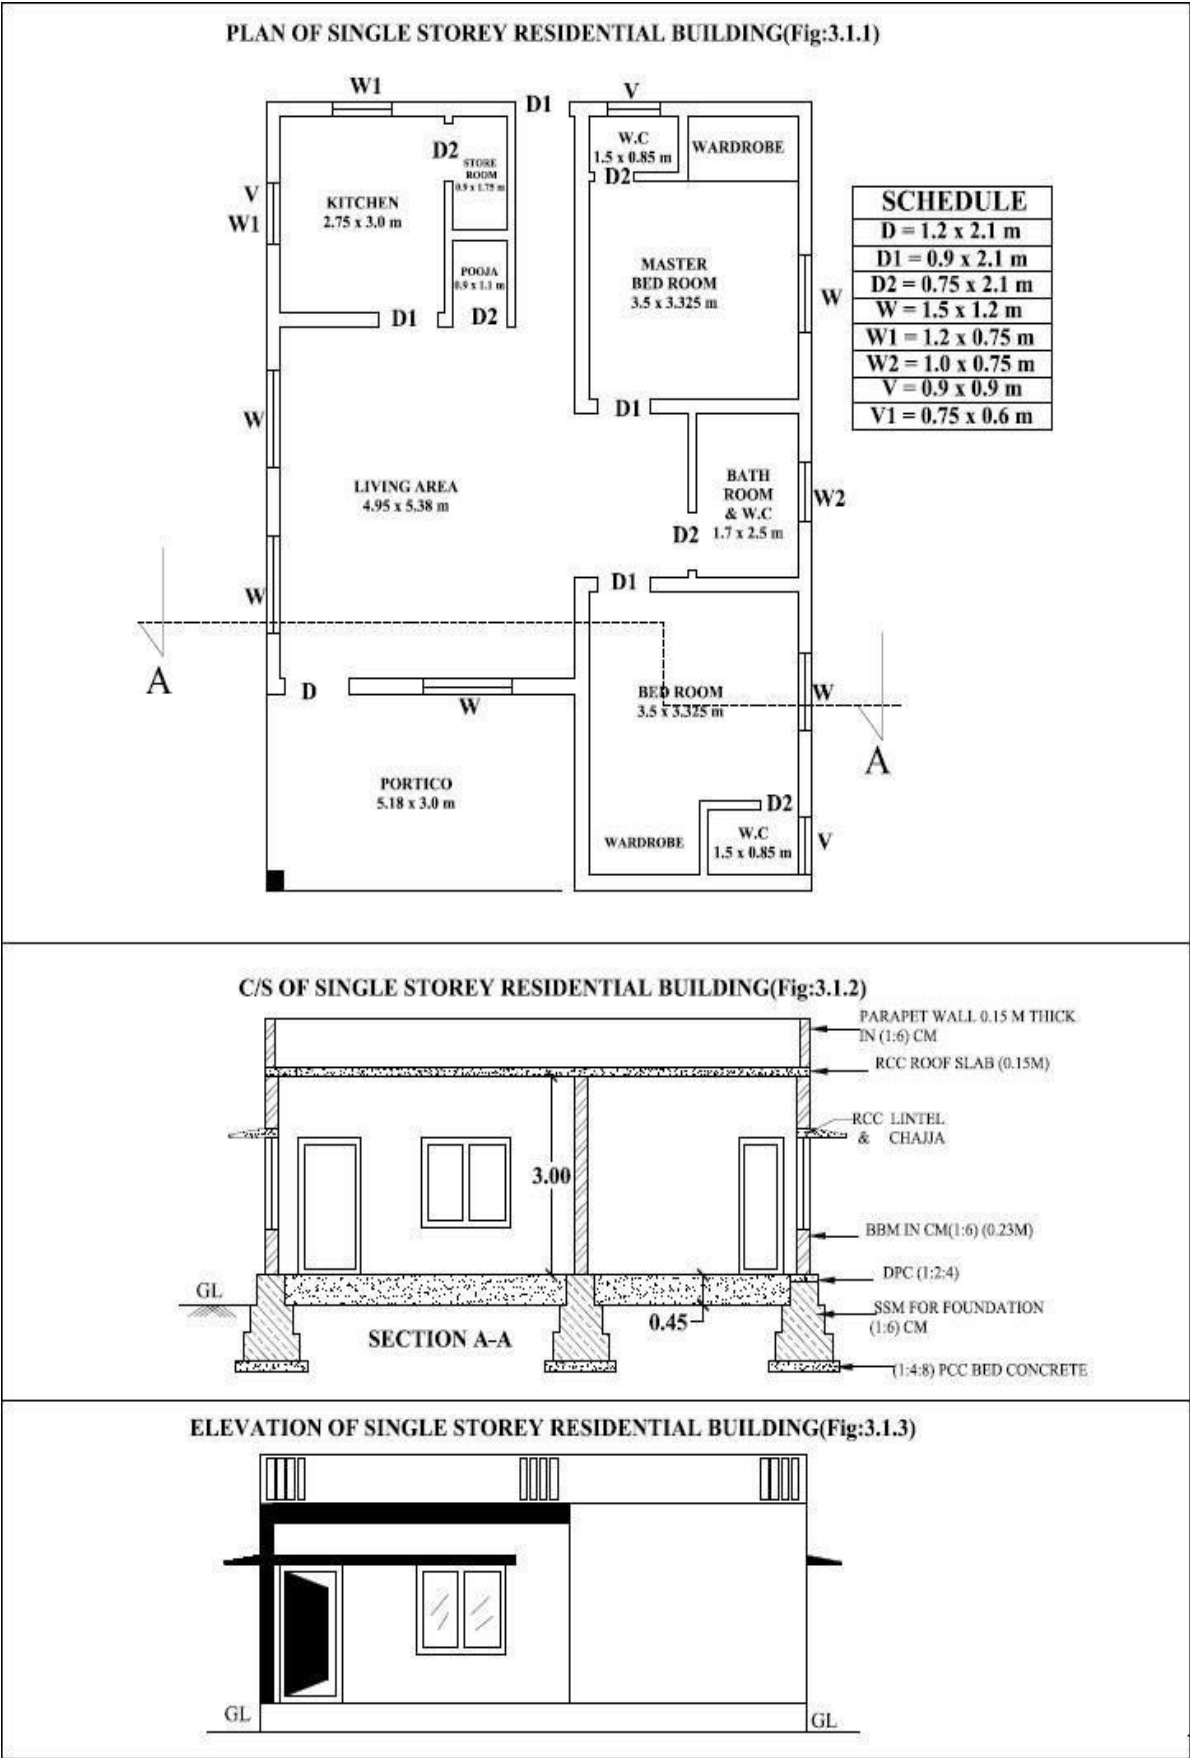 PLAN OF SINGLE STOREY RESIDENTIAL BUILDING(Fig:3.1.1)
W1
D1
V
W.C
1.5 x 0.85 m
WARDROBE
D2
STORE
ROOM
0.9 x 1.75 m
D2
V
W1
KITCHEN
2.75 x 3.0 m
POOJA
0.9 x 1.1 m
D1
D2
MASTER
BED ROOM
3.5 x 3.325 m
W
SCHEDULE
D = 1.2 x 2.1 m
D1 = 0.9 x 2.1 m
D2 = 0.75 x 2.1 m
W = 1.5 x 1.2 m
W1 = 1.2 x 0.75 m
W2 = 1.0 x 0.75 m
V = 0.9 x 0.9 m
V1 = 0.75 x 0.6 m
D1
W
LIVING AREA
4.95 x 5.38 m
BATH
ROOM
& W.C
1.7 x 2.5 m
W2
D2
D1
W
A
D
W
BED ROOM
3.5 x 3.325 m
W
A
PORTICO
5.18 x 3.0 m
D2
WARDROBE
W.C
1.5 x 0.85 m
V
C/S OF SINGLE STOREY RESIDENTIAL BUILDING(Fig:3.1.2)
PARAPET WALL 0.15 M THICK
IN (1:6) CM
RCC ROOF SLAB (0.15M)
RCC LINTEL
& CHAJJA
3.00
BBM IN CM(1:6) (0.23M)
DPC (1:2:4)
GL
SSM FOR FOUNDATION
(1:6) CM
0.45
SECTION A-A
(1:4:8) PCC BED CONCRETE
ELEVATION OF SINGLE STOREY RESIDENTIAL BUILDING(Fig:3.1.3)
GL
GL